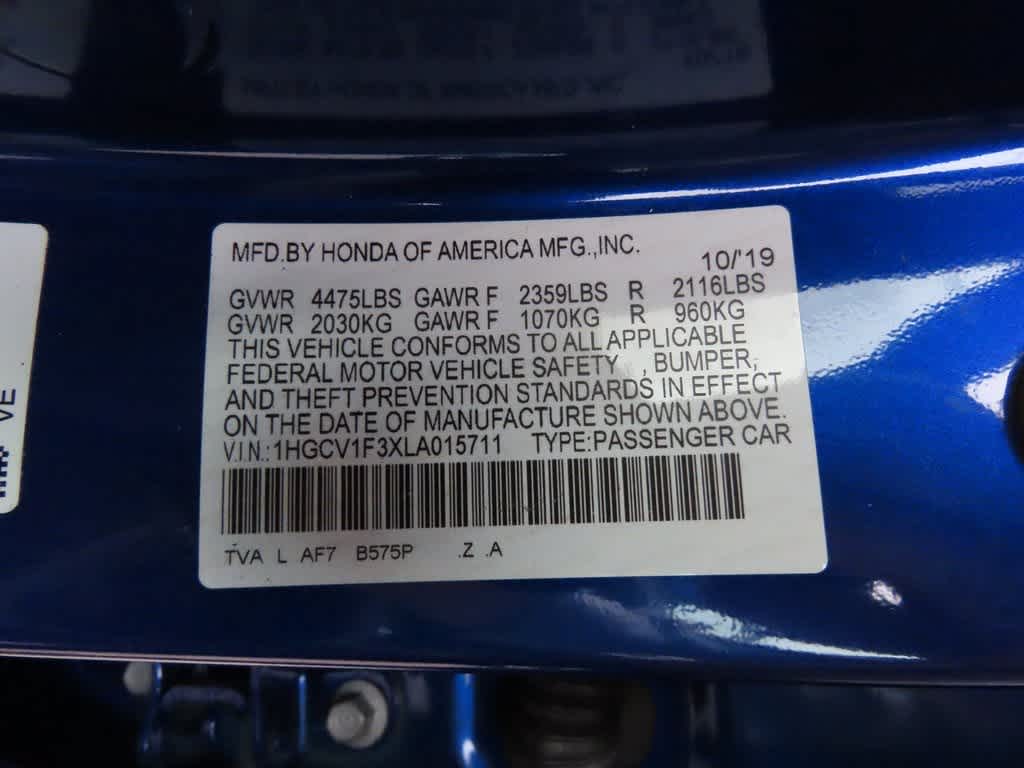 MFD.BY HONDA OF AMERICA MFG.,INC.
10/'19
GVWR 4475LBS GAWR F 2359LBS R 2116LBS
GVWR 2030KG GAWR F 1070KG R 960KG
THIS VEHICLE CONFORMS TO ALL APPLICABLE
FEDERAL MOTOR VEHICLE SAFETY , BUMPER,
AND THEFT PREVENTION STANDARDS IN EFFECT
ON THE DATE OF MANUFACTURE SHOWN ABOVE.
V.I.N.:1HGCV1F3XLA015711 TYPE:PASSENGER CAR
TVA L AF7 B575P .Z .A
VE